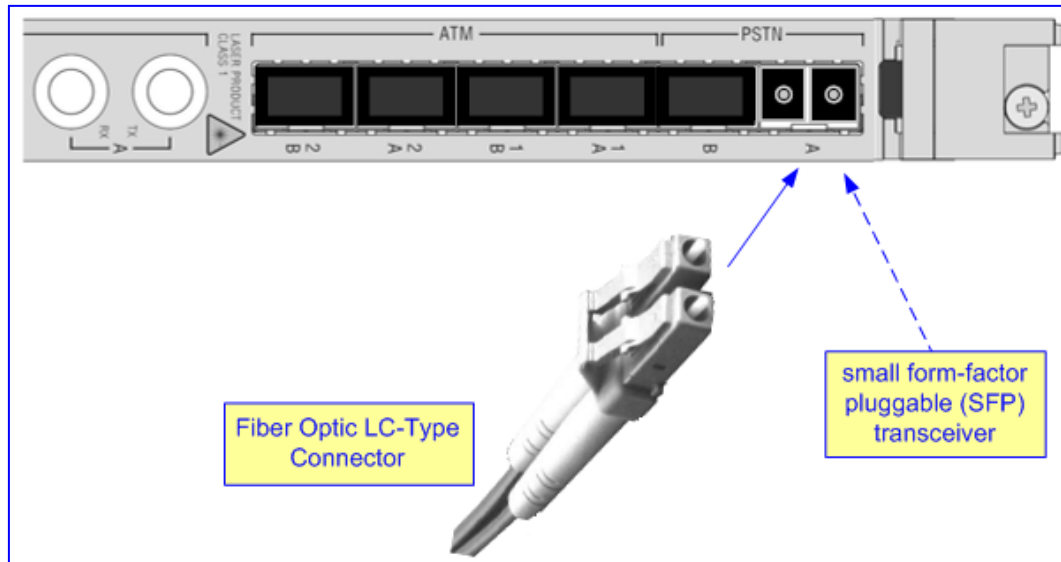 ATM
PSTN
LASER PRODUCT
CLASS 1
TX
RX
A
B 2
A 2
B 1
A 1
B
A
Fiber Optic LC-Type
Connector
small form-factor
pluggable (SFP)
transceiver